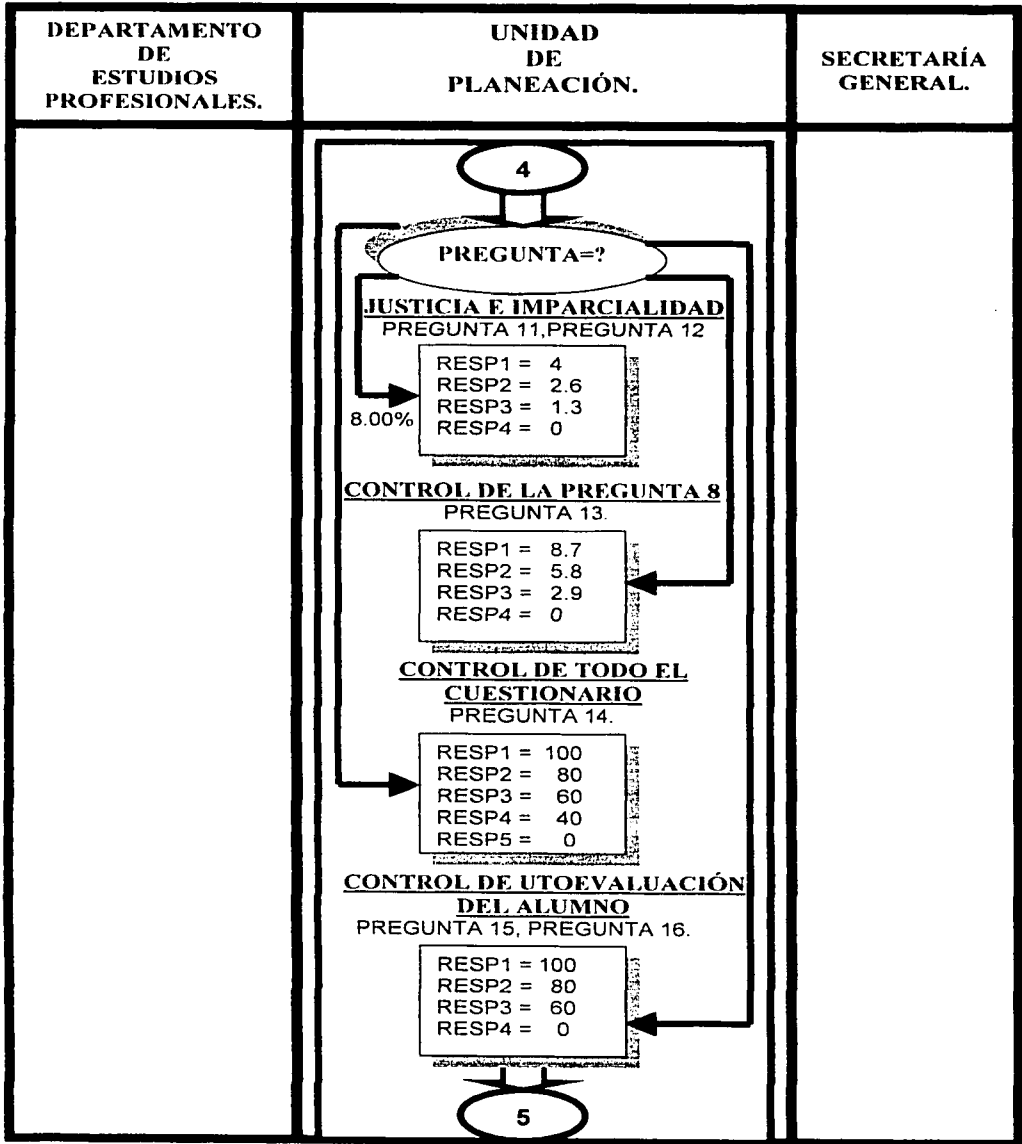 DEPARTAMENTO
DE
ESTUDIOS
PROFESIONALES.
UNIDAD
DE
PLANEACIÓN.
SECRETARÍA
GENERAL.
4
PREGUNTA=?
JUSTICIA E IMPARCIALIDAD
PREGUNTA 11,PREGUNTA 12
RESP1 = 4
RESP2 = 2.6
RESP3 = 1.3
RESP4 = 0
8.00%
CONTROL DE LA PREGUNTA 8
PREGUNTA 13.
RESP1 = 8.7
RESP2 = 5.8
RESP3 = 2.9
RESP4 = 0
CONTROL DE TODO EL
CUESTIONARIO
PREGUNTA 14.
RESP1 = 100
RESP2 = 80
RESP3 = 60
RESP4 = 40
RESP5 = 0
CONTROL DE UTOEVALUACIÓN
DEL ALUMNO
PREGUNTA 15, PREGUNTA 16.
RESP1 = 100
RESP2 = 80
RESP3 = 60
RESP4 = 0
5